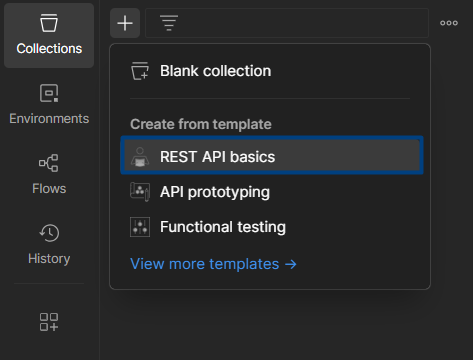 Collections
Environments
Flows
History
Blank collection
Create from template
REST API basics
API prototyping
Functional testing
View more templates →